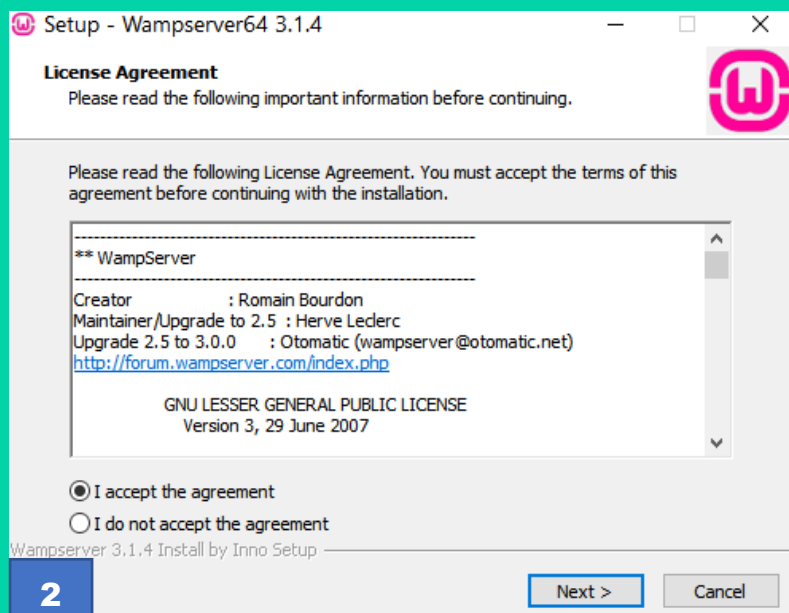 Setup - Wampserver64 3.1.4
License Agreement
Please read the following important information before continuing.
Please read the following License Agreement. You must accept the terms of this
agreement before continuing with the installation.
------------------------------------------------------------------
** WampServer
------------------------------------------------------------------
Creator : Romain Bourdon
Maintainer/Upgrade to 2.5 : Herve Leclerc
Upgrade 2.5 to 3.0.0 : Otomatic (wampserver@otomatic.net)
http://forum.wampserver.com/index.php
GNU LESSER GENERAL PUBLIC LICENSE
Version 3, 29 June 2007
I accept the agreement
I do not accept the agreement
Wampserver 3.1.4 Install by Inno Setup
2
Next >
Cancel